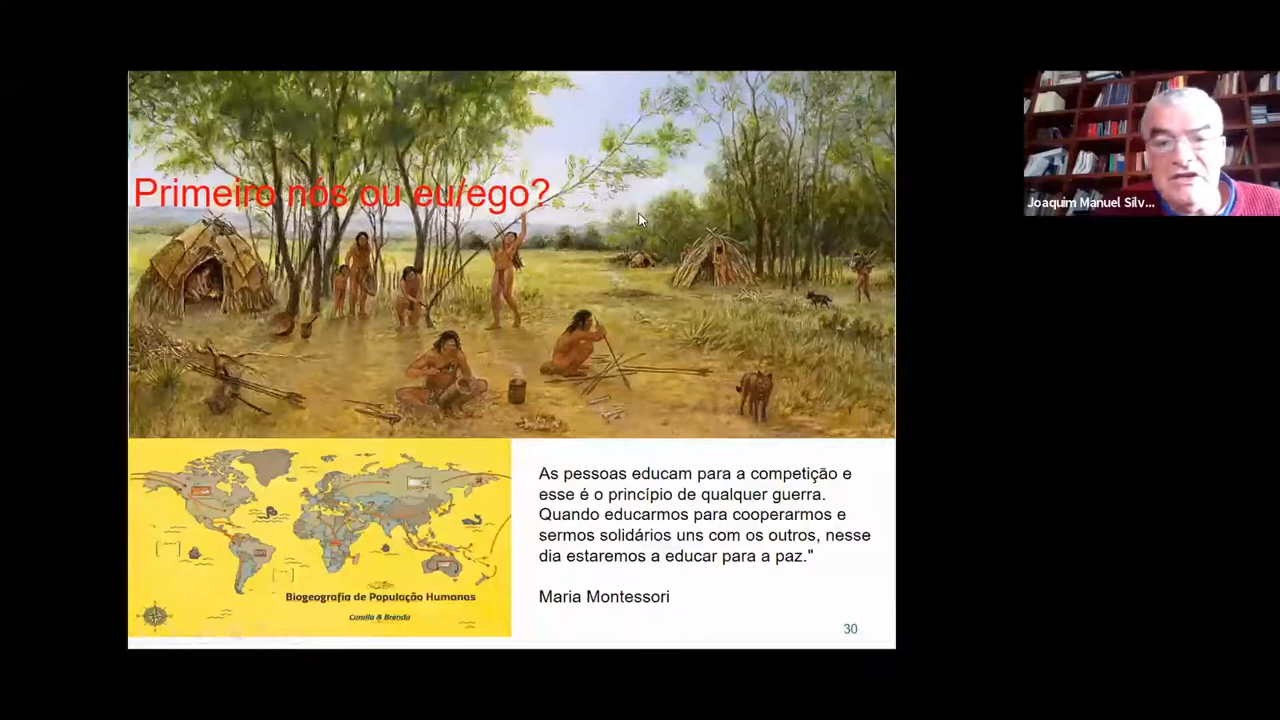 Primeiro nós ou eu/ego?
Joaquim Manuel Silv...
As pessoas educam para a competição e
esse é o princípio de qualquer guerra.
Quando educarmos para cooperarmos e
sermos solidários uns com os outros, nesse
dia estaremos a educar para a paz."
Maria Montessori
Biogeografia de População Humanas
Camila & Brenda
30